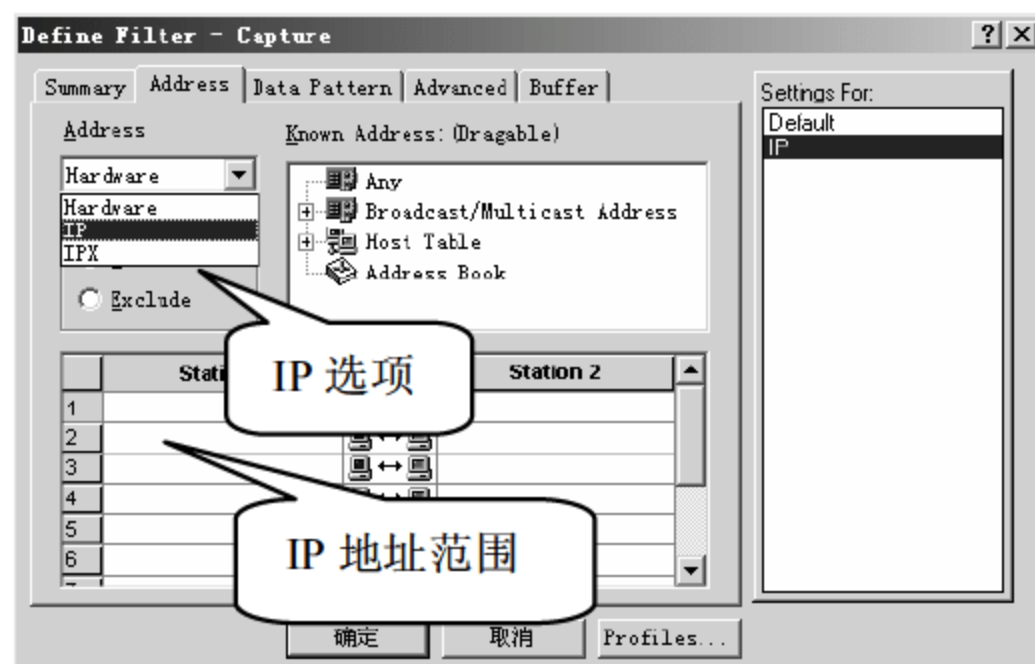 Define Filter - Capture
Summary Address Data Pattern Advanced Buffer
Address
Known Address: (Dragable)
Hardware
Hardware
IP
IPX
Exclude
Any
Broadcast/Multicast Address
Host Table
Address Book
Settings For:
Default
IP
IP 选项
Stati
Station 2
1
2
3
4
5
6
IP 地址范围
确定
取消
Profiles...